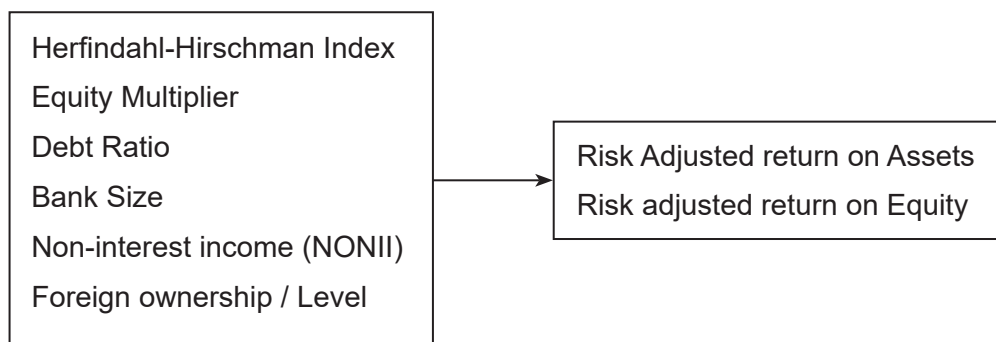 Herfindahl-Hirschman Index
Equity Multiplier
Debt Ratio
Bank Size
Non-interest income (NONII)
Foreign ownership / Level
Risk Adjusted return on Assets
Risk adjusted return on Equity